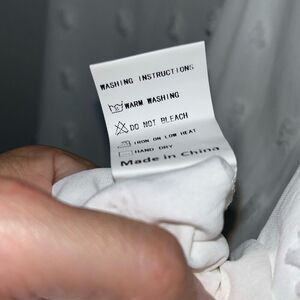 WASHING INSTRUCTIONS
WARM WASHING
DO NOT BLEACH
IRON ON LOW HEAT
HAND DRY
Made in China